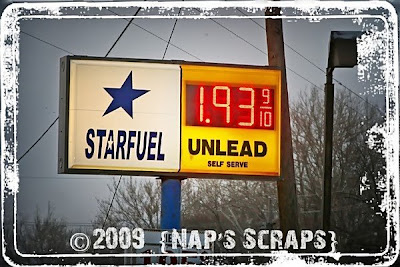 1.93 9/10
STARFUEL
UNLEAD
SELF SERVE
©2009 {NAP'S SCRAPS}